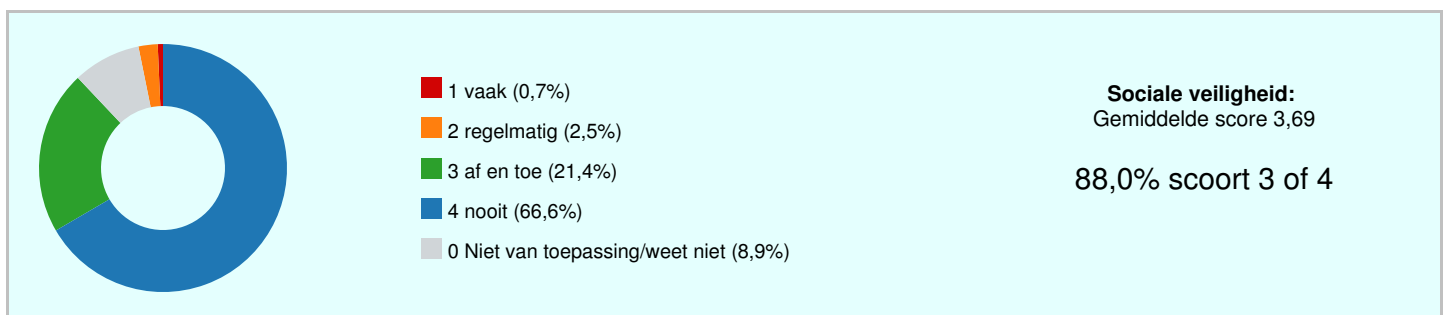 1 vaak (0,7%)
2 regelmatig (2,5%)
3 af en toe (21,4%)
4 nooit (66,6%)
0 Niet van toepassing/weet niet (8,9%)
Sociale veiligheid:
Gemiddelde score 3,69
88,0% scoort 3 of 4